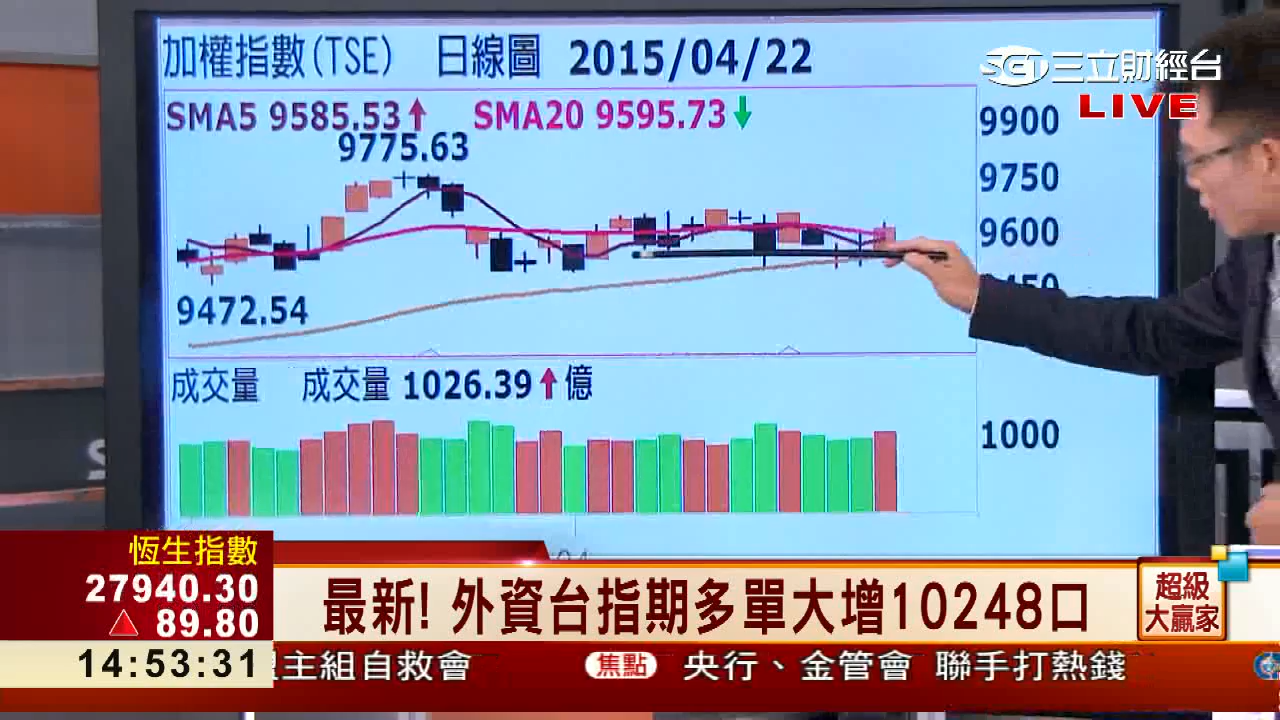 加權指數(TSE) 日線圖 2015/04/22
SGT三立財經台
LIVE
SMA5 9585.53↑ SMA20 9595.73↓
9775.63
9900
9750
9600
9472.54
成交量 成交量 1026.39↑億
1000
恆生指數
27940.30
▲ 89.80
最新! 外資台指期多單大增10248口
超級
大贏家
14:53:31
主組自救會 焦點 央行、金管會 聯手打熱錢